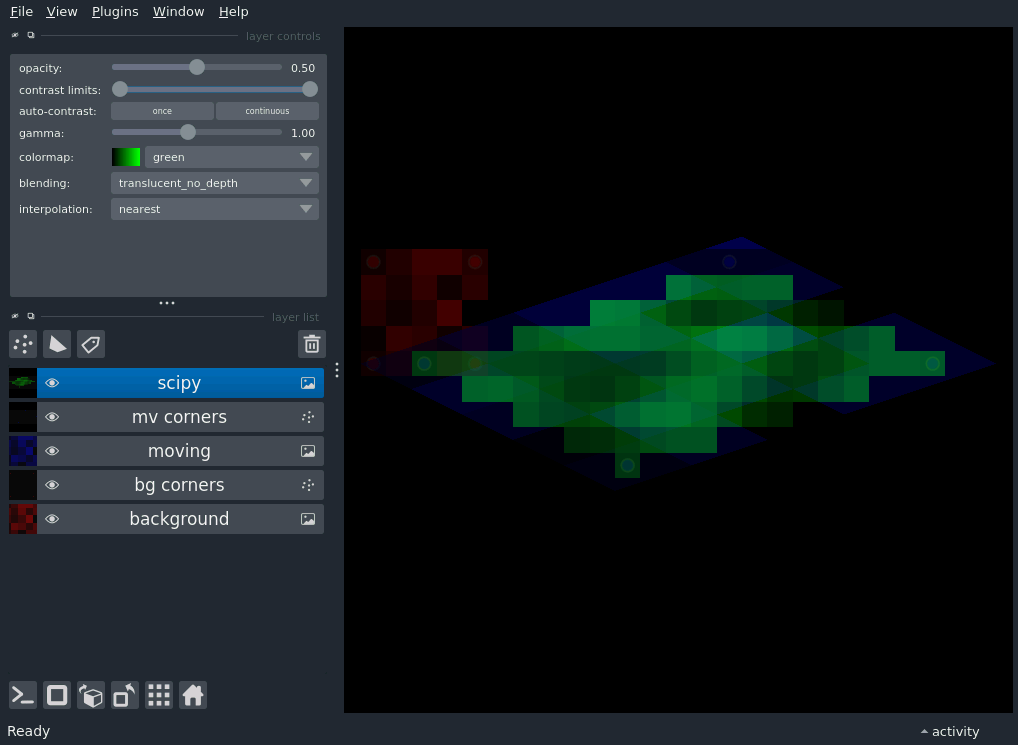 File View Plugins Window Help
layer controls
opacity: 0.50
contrast limits:
auto-contrast: once continuous
gamma: 1.00
colormap: green
blending: translucent_no_depth
interpolation: nearest
layer list
scipy
mv corners
moving
bg corners
background
Ready activity